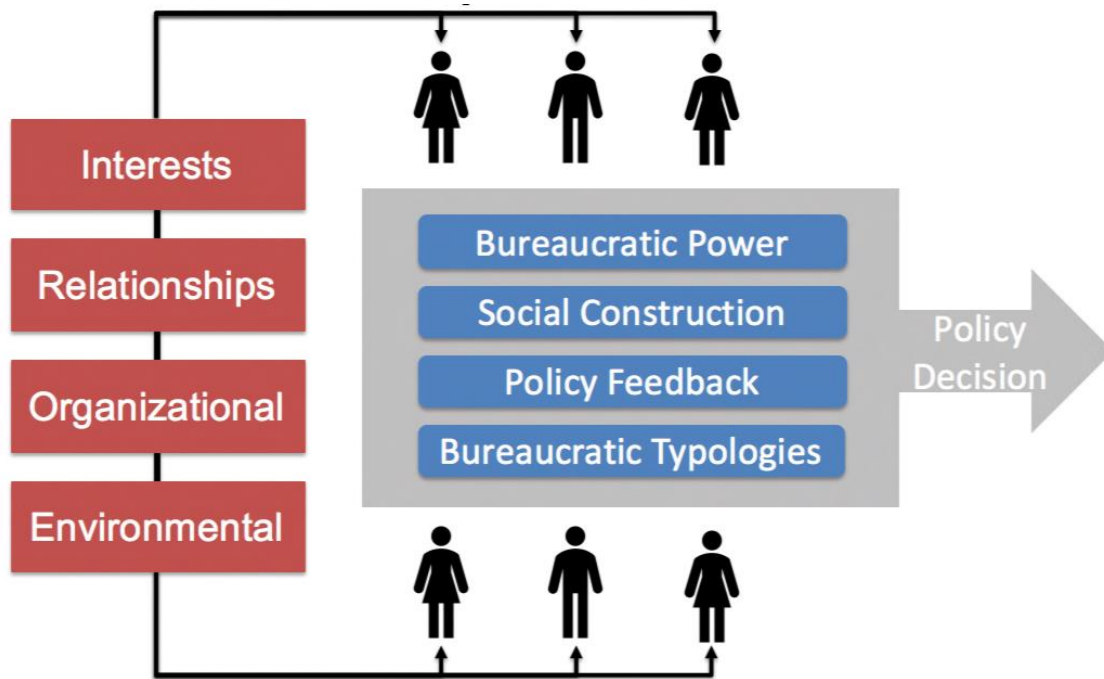 Interests
Relationships
Organizational
Environmental
Bureaucratic Power
Social Construction
Policy Feedback
Bureaucratic Typologies
Policy
Decision